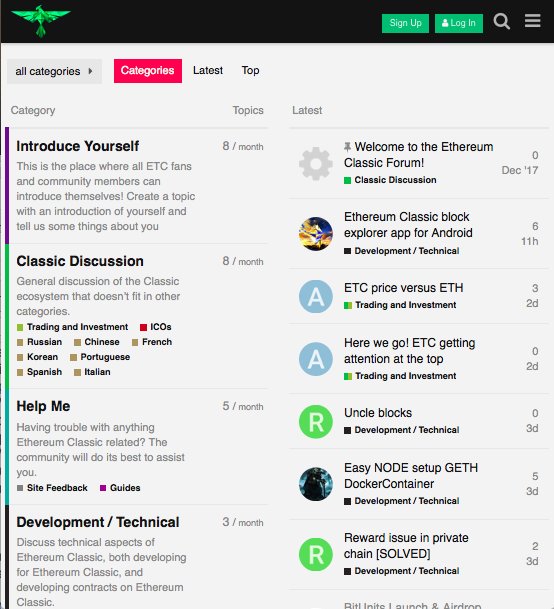 Sign Up
Log In
all categories
Categories
Latest
Top
Category
Topics
Introduce Yourself
8 / month
This is the place where all ETC fans
and community members can
introduce themselves! Create a topic
with an introduction of yourself and
tell us some things about you
Classic Discussion
8 / month
General discussion of the Classic
ecosystem that doesn't fit in other
categories.
Trading and Investment ICOs
Russian Chinese French
Korean Portuguese
Spanish Italian
Help Me
5 / month
Having trouble with anything
Ethereum Classic related? The
community will do its best to assist
you.
Site Feedback Guides
Development / Technical
3 / month
Discuss technical aspects of
Ethereum Classic, both developing
for Ethereum Classic, and
developing contracts on Ethereum
Classic.
Latest
Welcome to the Ethereum
Classic Forum!
Classic Discussion
0
Dec '17
Ethereum Classic block
explorer app for Android
Development / Technical
6
11h
A
ETC price versus ETH
Trading and Investment
3
2d
A
Here we go! ETC getting
attention at the top
Trading and Investment
0
2d
R
Uncle blocks
Development / Technical
0
3d
Easy NODE setup GETH
DockerContainer
Development / Technical
5
3d
R
Reward issue in private
chain [SOLVED]
Development / Technical
2
3d
BitUnits Launch & Airdrop